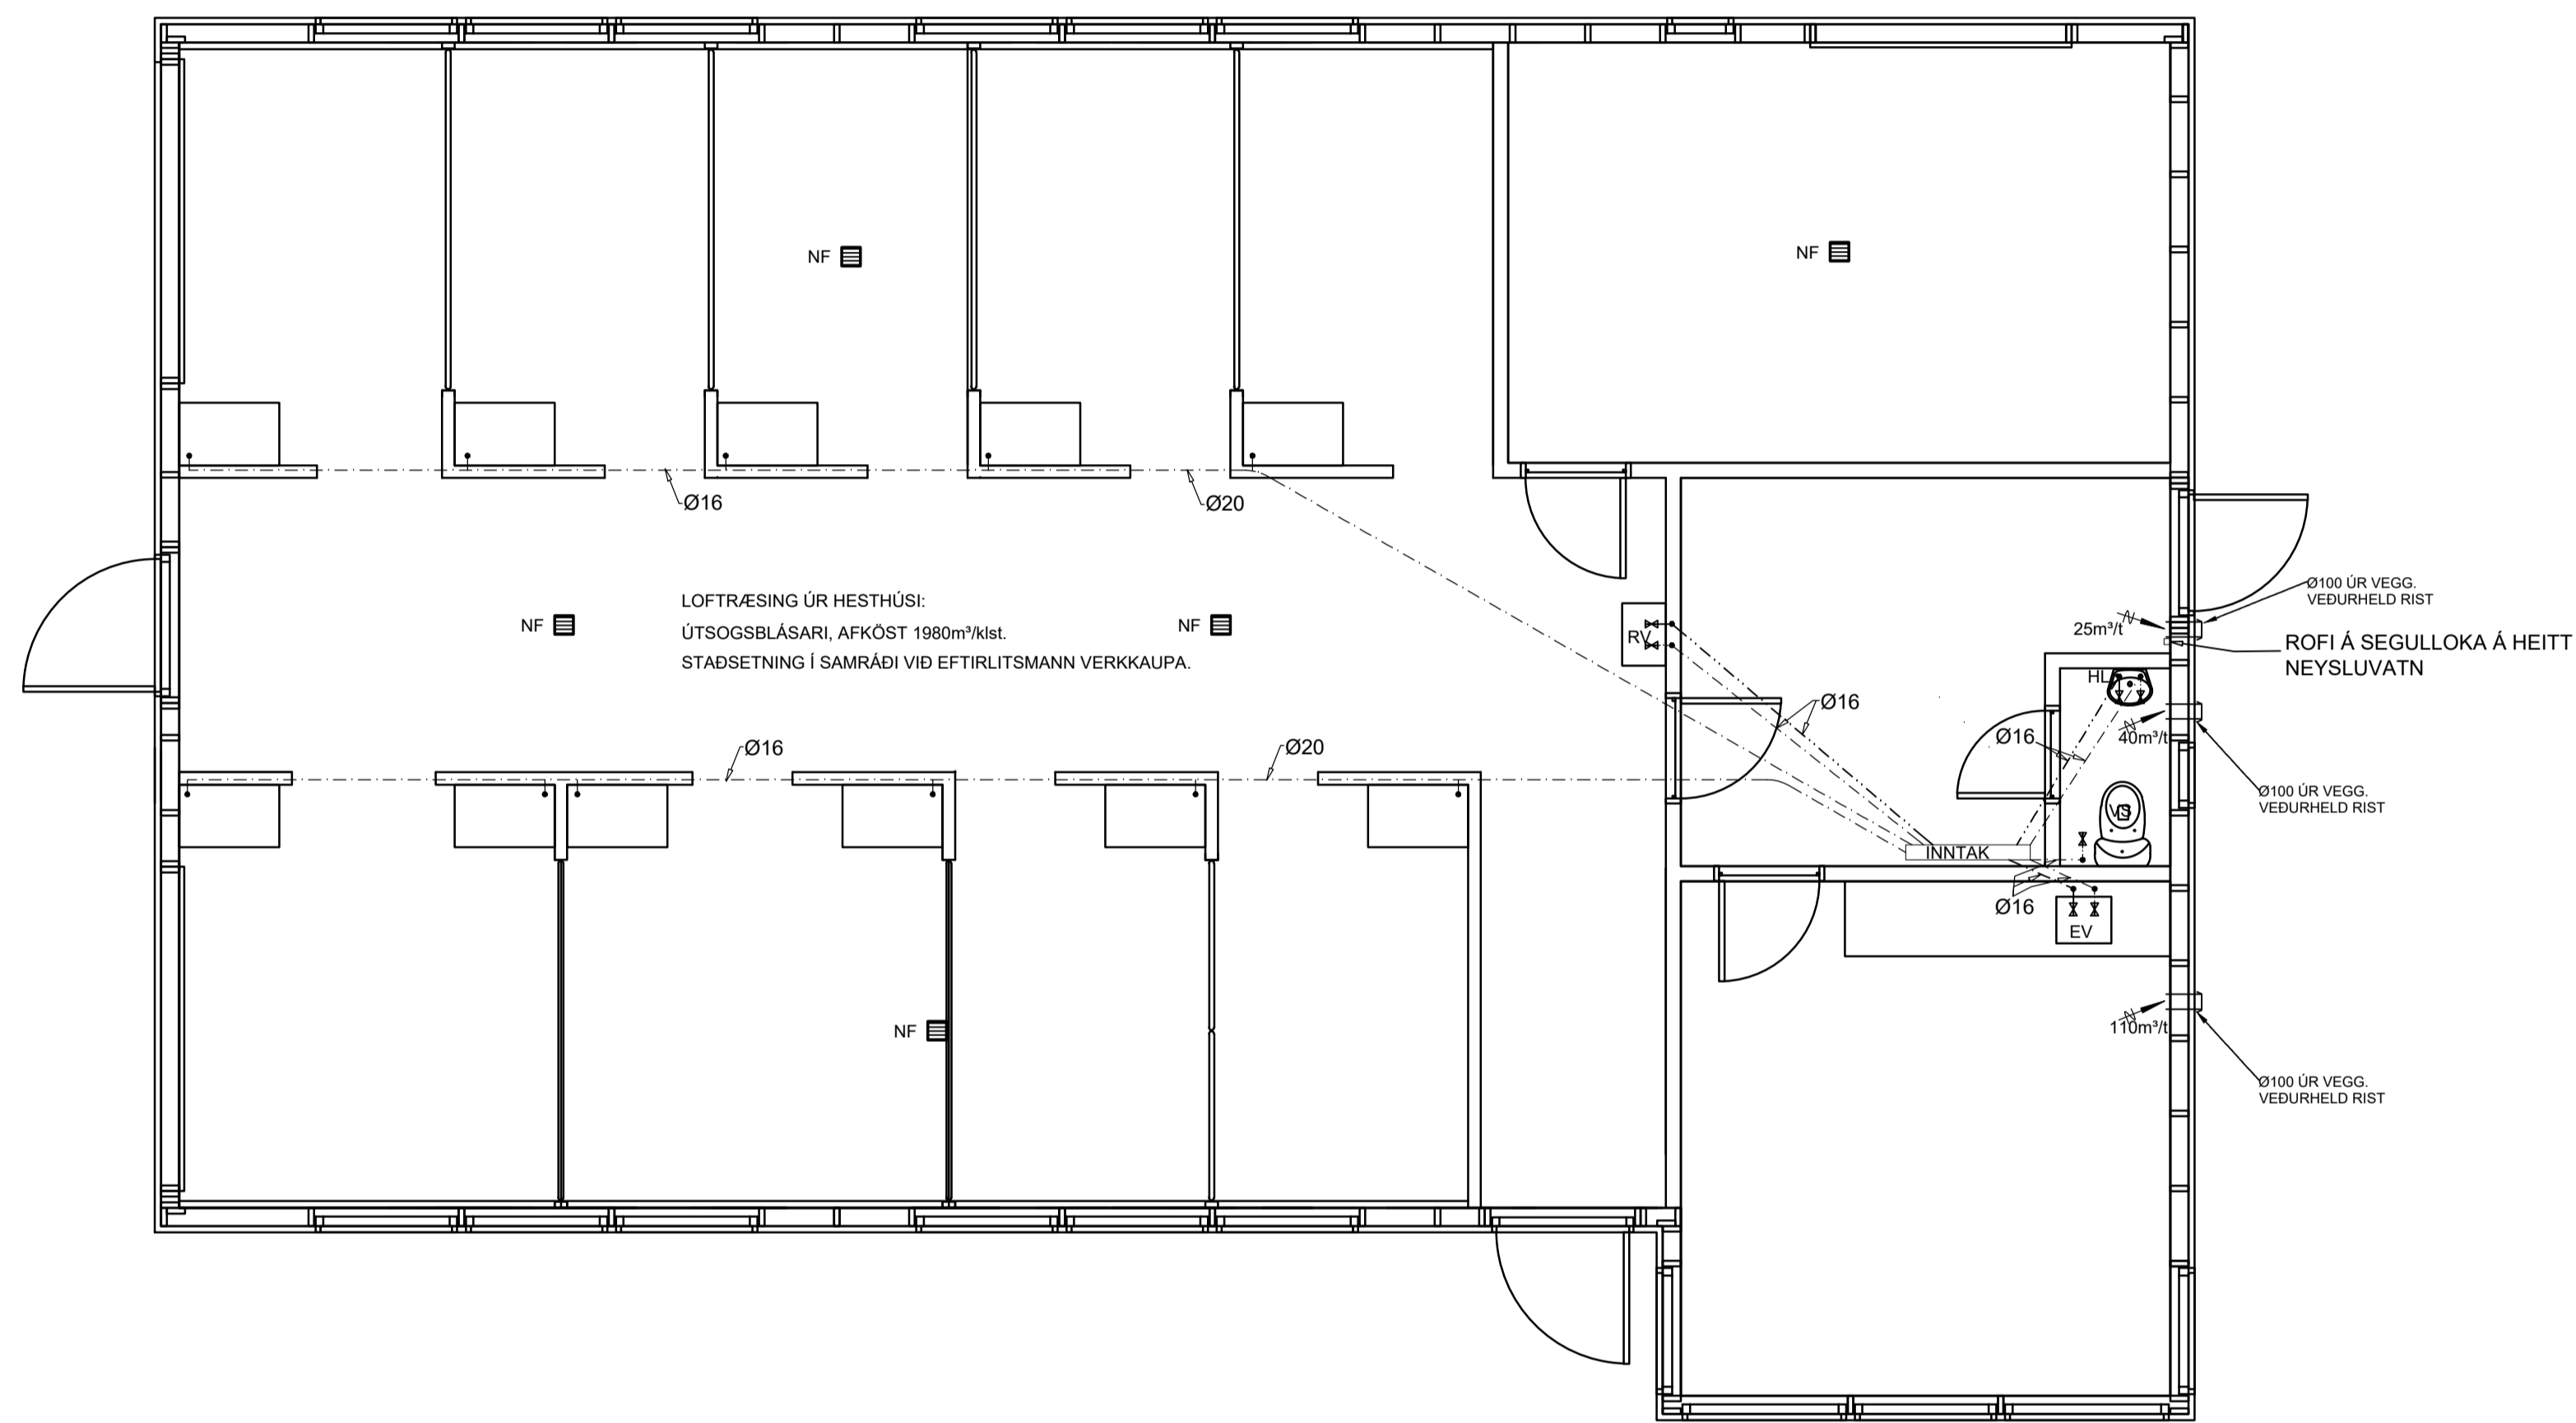 NF
NF
Ø16
Ø20
LOFTRÆSING ÚR HESTHÚSI:
ÚTSOGSBLÁSARI, AFKÖST 1980m³/klst.
STAÐSETNING Í SAMRÁÐI VIÐ EFTIRLITSMANN VERKKAUPA.
NF
NF
RV
Ø100 ÚR VEGG.
VEÐURHELD RIST
25m³/t
ROFI Á SEGULLOKA Á HEITT
NEYSLUVATN
HL
Ø16
Ø16
40m³/t
Ø16
Ø20
Ø100 ÚR VEGG.
VEÐURHELD RIST
VS
INNTAK
Ø16
EV
NF
110m³/t
Ø100 ÚR VEGG.
VEÐURHELD RIST